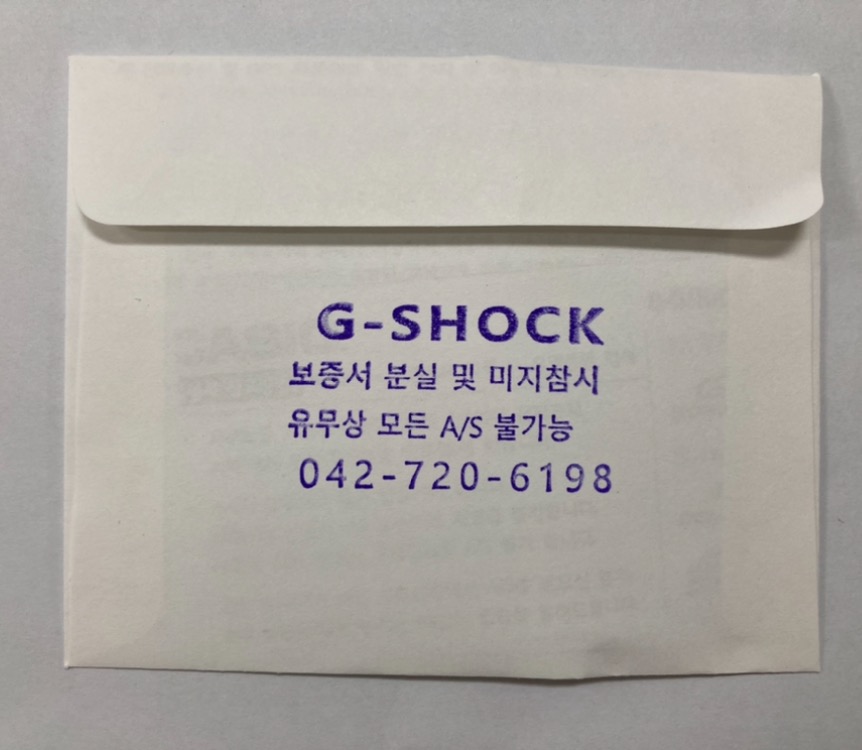 G-SHOCK
보증서 분실 및 미지참시
유무상 모든 A/S 불가능
042-720-6198